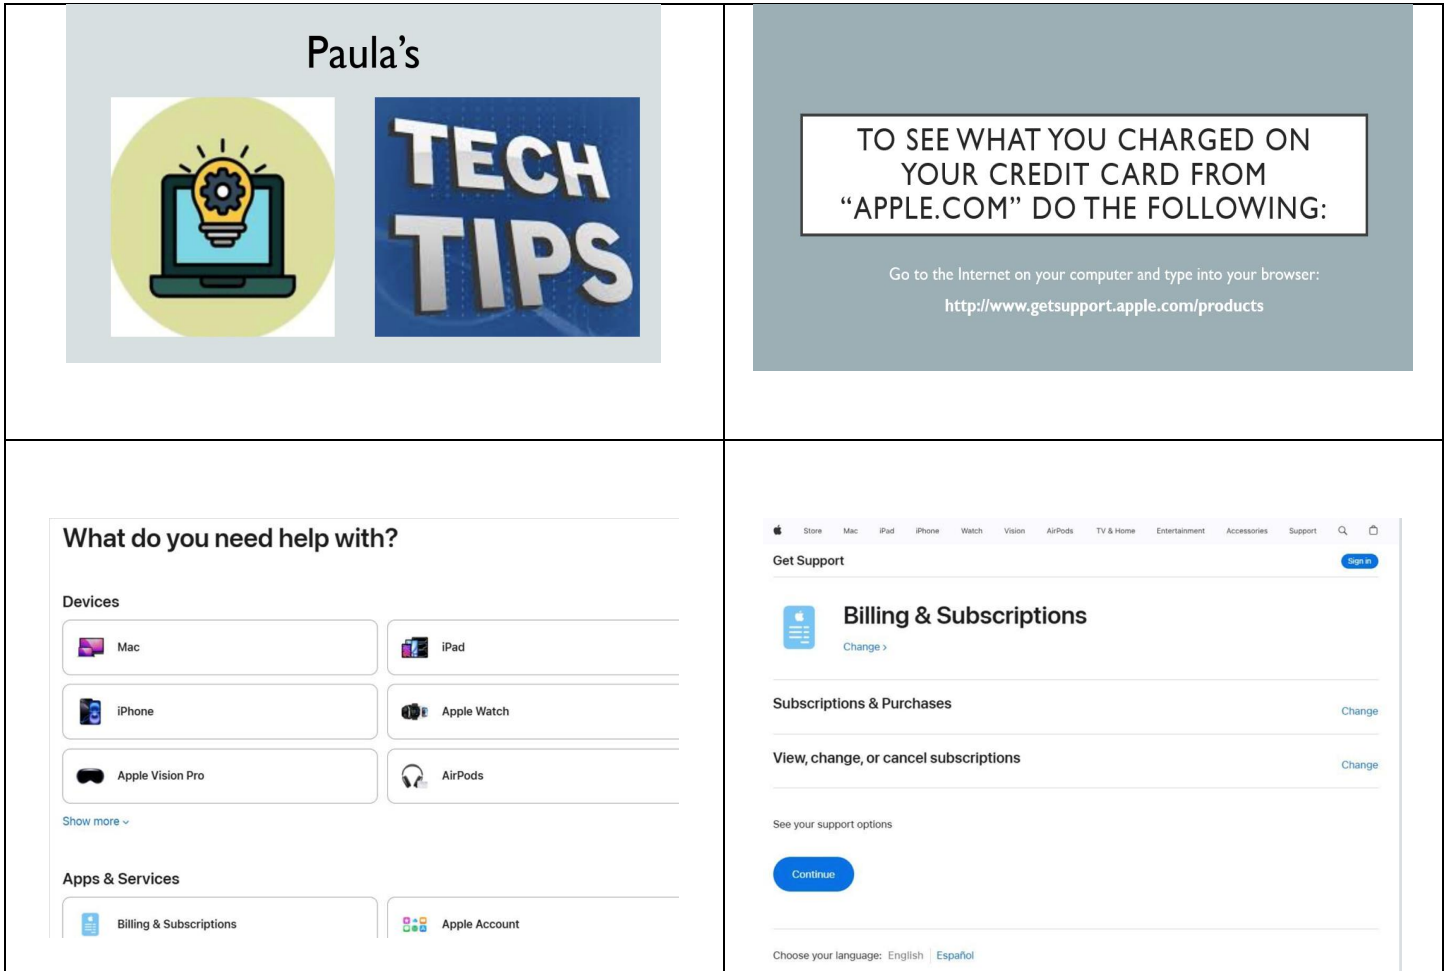 Paula's
TECH
TIPS
TO SEE WHAT YOU CHARGED ON
YOUR CREDIT CARD FROM
“APPLE.COM” DO THE FOLLOWING:
Go to the Internet on your computer and type into your browser:
http://www.getsupport.apple.com/products
What do you need help with?
Devices
Mac
iPad
iPhone
Apple Watch
Apple Vision Pro
AirPods
Show more
Apps & Services
Billing & Subscriptions
Apple Account
Store Mac iPad iPhone Watch Vision AirPods TV & Home Entertainment Accessories Support
Get Support
Sign in
Billing & Subscriptions
Change >
Subscriptions & Purchases
Change
View, change, or cancel subscriptions
Change
See your support options
Continue
Choose your language: English | Español